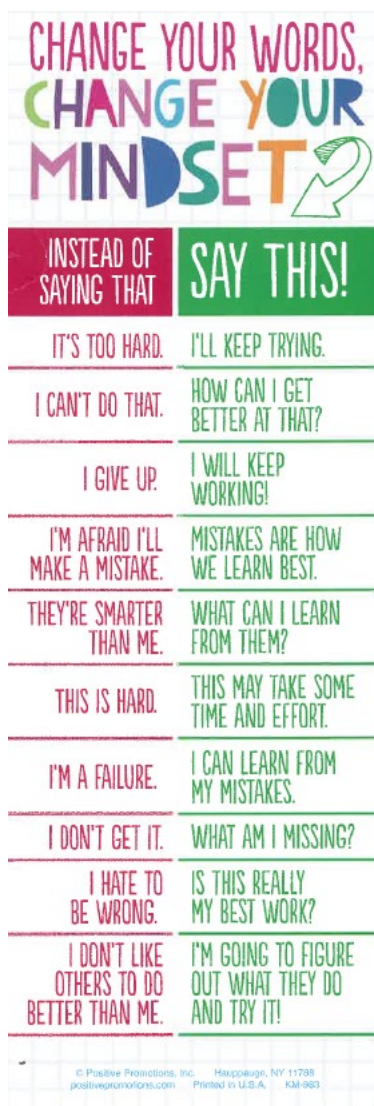 CHANGE YOUR WORDS,
CHANGE YOUR
MINDSET
INSTEAD OF
SAYING THAT
SAY THIS!
IT'S TOO HARD.
I'LL KEEP TRYING.
I CAN'T DO THAT.
HOW CAN I GET
BETTER AT THAT?
I GIVE UP.
I WILL KEEP
WORKING!
I'M AFRAID I'LL
MAKE A MISTAKE.
MISTAKES ARE HOW
WE LEARN BEST.
THEY'RE SMARTER
THAN ME.
WHAT CAN I LEARN
FROM THEM?
THIS IS HARD.
THIS MAY TAKE SOME
TIME AND EFFORT.
I'M A FAILURE.
I CAN LEARN FROM
MY MISTAKES.
I DON'T GET IT.
WHAT AM I MISSING?
I HATE TO
BE WRONG.
IS THIS REALLY
MY BEST WORK?
I DON'T LIKE
OTHERS TO DO
BETTER THAN ME.
I'M GOING TO FIGURE
OUT WHAT THEY DO
AND TRY IT!
© Positive Promotions, Inc. Hauppauge, NY 11788
positivepromotions.com Printed in U.S.A. KM-983